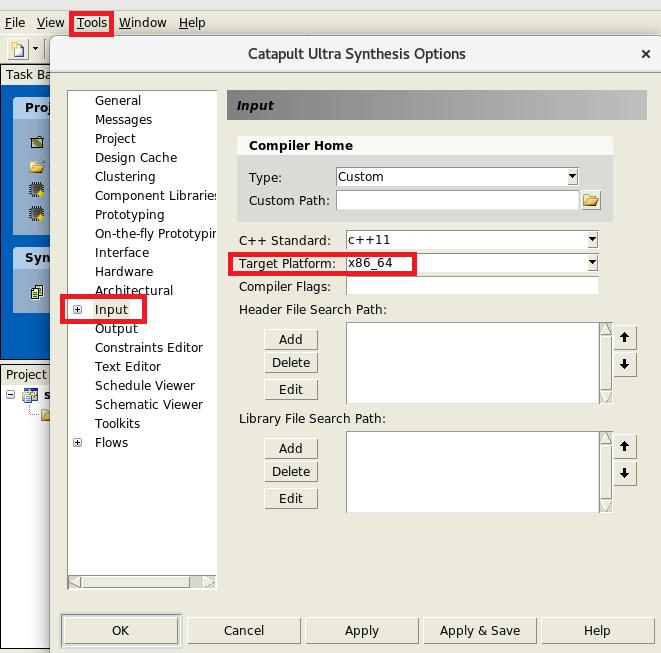 File View Tools Window Help
Catapult Ultra Synthesis Options
Task Ba
Proj
Syn
Project
s
General
Messages
Project
Design Cache
Clustering
Component Libraries
Prototyping
On-the-fly Prototypin
Interface
Hardware
Architectural
Input
Output
Constraints Editor
Text Editor
Schedule Viewer
Schematic Viewer
Toolkits
Flows
Input
Compiler Home
Type: Custom
Custom Path:
C++ Standard: c++11
Target Platform: x86_64
Compiler Flags:
Header File Search Path:
Add
Delete
Edit
Library File Search Path:
Add
Delete
Edit
OK Cancel Apply Apply & Save Help